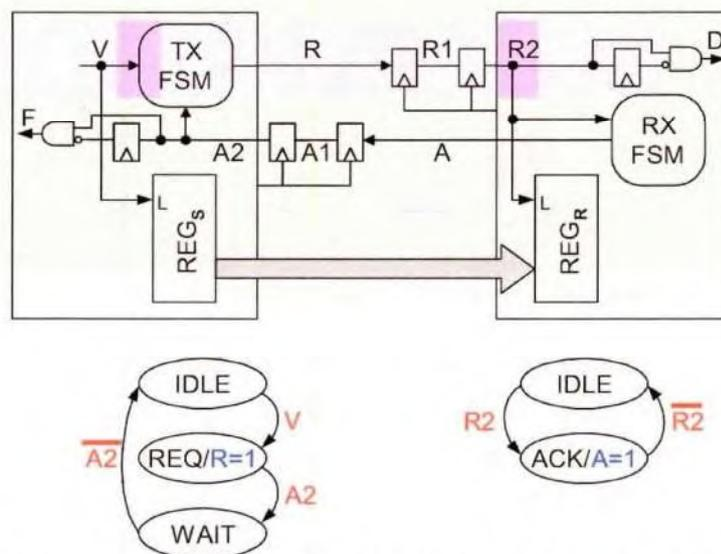 V
TX
FSM
R
R1
R2
D
F
A2
A1
A
RX
FSM
L
REGS
L
REGR
IDLE
V
A2
REQ/R=1
A2
WAIT
IDLE
R2
R2
ACK/A=1